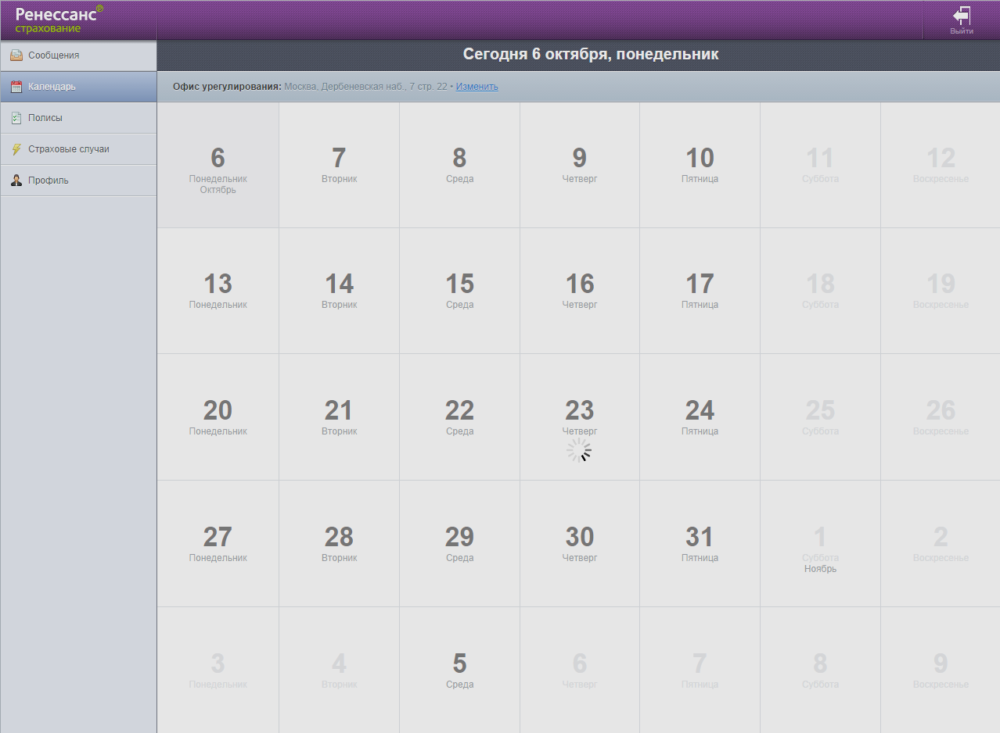 Ренессанс®
страхование
Выйти
Сообщения
Календарь
Полисы
Страховые случаи
Профиль
Сегодня 6 октября, понедельник
Офис урегулирования: Москва, Дербеневская наб., 7 стр. 22 • Изменить
6 7 8 9 10 11 12
Понедельник Вторник Среда Четверг Пятница Суббота Воскресенье
Октябрь
13 14 15 16 17 18 19
Понедельник Вторник Среда Четверг Пятница Суббота Воскресенье
20 21 22 23 24 25 26
Понедельник Вторник Среда Четверг Пятница Суббота Воскресенье
27 28 29 30 31 1 2
Понедельник Вторник Среда Четверг Пятница Суббота Воскресенье
Ноябрь
3 4 5 6 7 8 9
Понедельник Вторник Среда Четверг Пятница Суббота Воскресенье